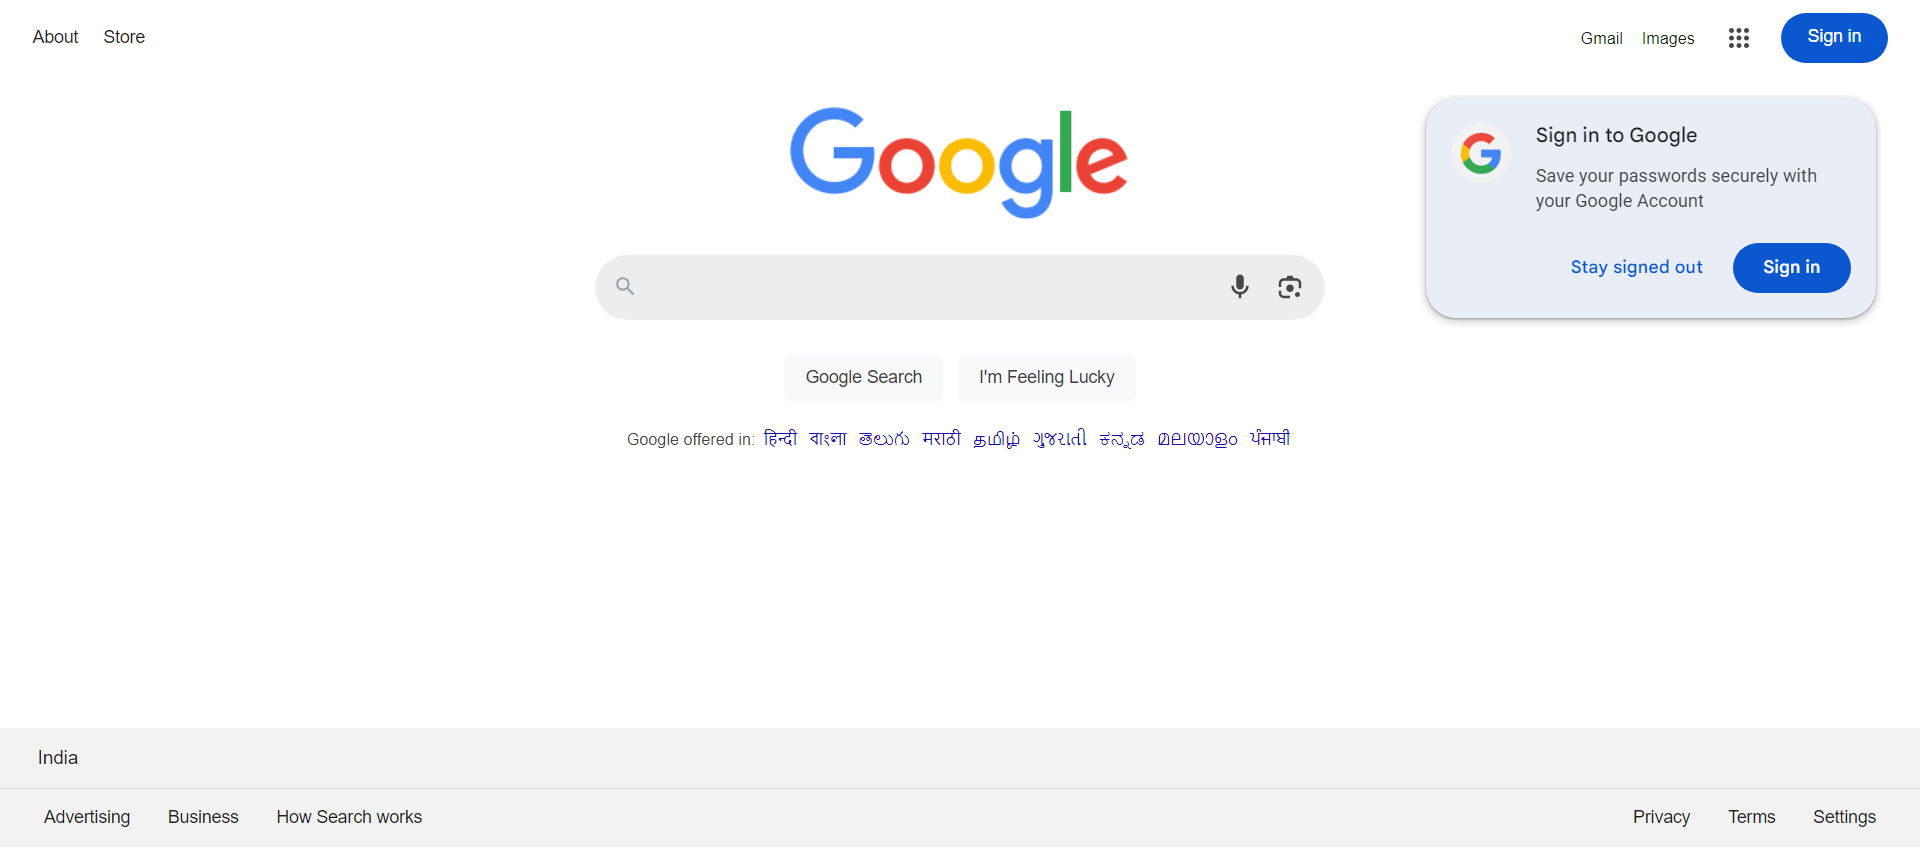 About Store
Gmail Images Sign in
Google
Sign in to Google
Save your passwords securely with
your Google Account
Stay signed out Sign in
Google Search I'm Feeling Lucky
Google offered in: हिन्दी বাংলা తెలుగు मराठी தமிழ் ગુજરાતી ಕನ್ನಡ മലയാളം ਪੰਜਾਬੀ
India
Advertising Business How Search works
Privacy Terms Settings